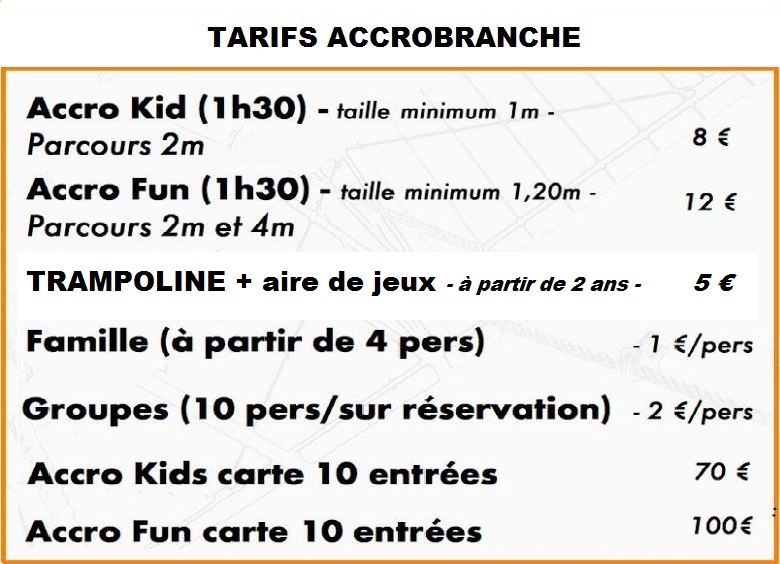 TARIFS ACCROBRANCHE
Accro Kid (1h30) - taille minimum 1m -
Parcours 2m
8 €
Accro Fun (1h30) - taille minimum 1,20m -
Parcours 2m et 4m
12 €
TRAMPOLINE + aire de jeux - à partir de 2 ans - 5 €
Famille (à partir de 4 pers) - 1 €/pers
Groupes (10 pers/sur réservation) - 2 €/pers
Accro Kids carte 10 entrées 70 €
Accro Fun carte 10 entrées 100€